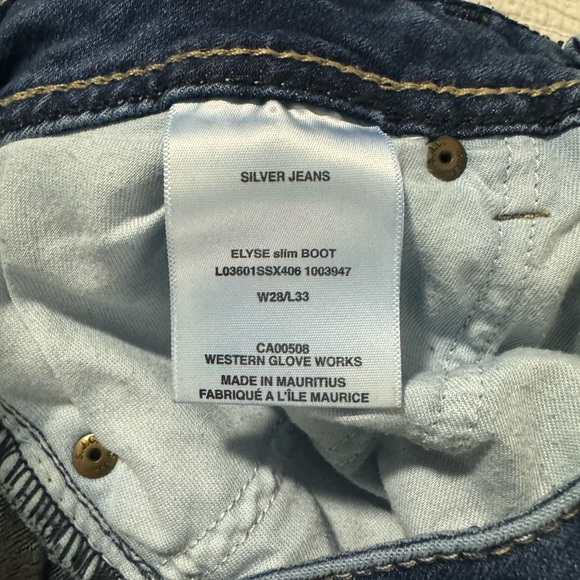 SILVER JEANS
ELYSE slim BOOT
L03601SSX406 1003947
W28/L33
CA00508
WESTERN GLOVE WORKS
MADE IN MAURITIUS
FABRIQUÉ A L'ÎLE MAURICE